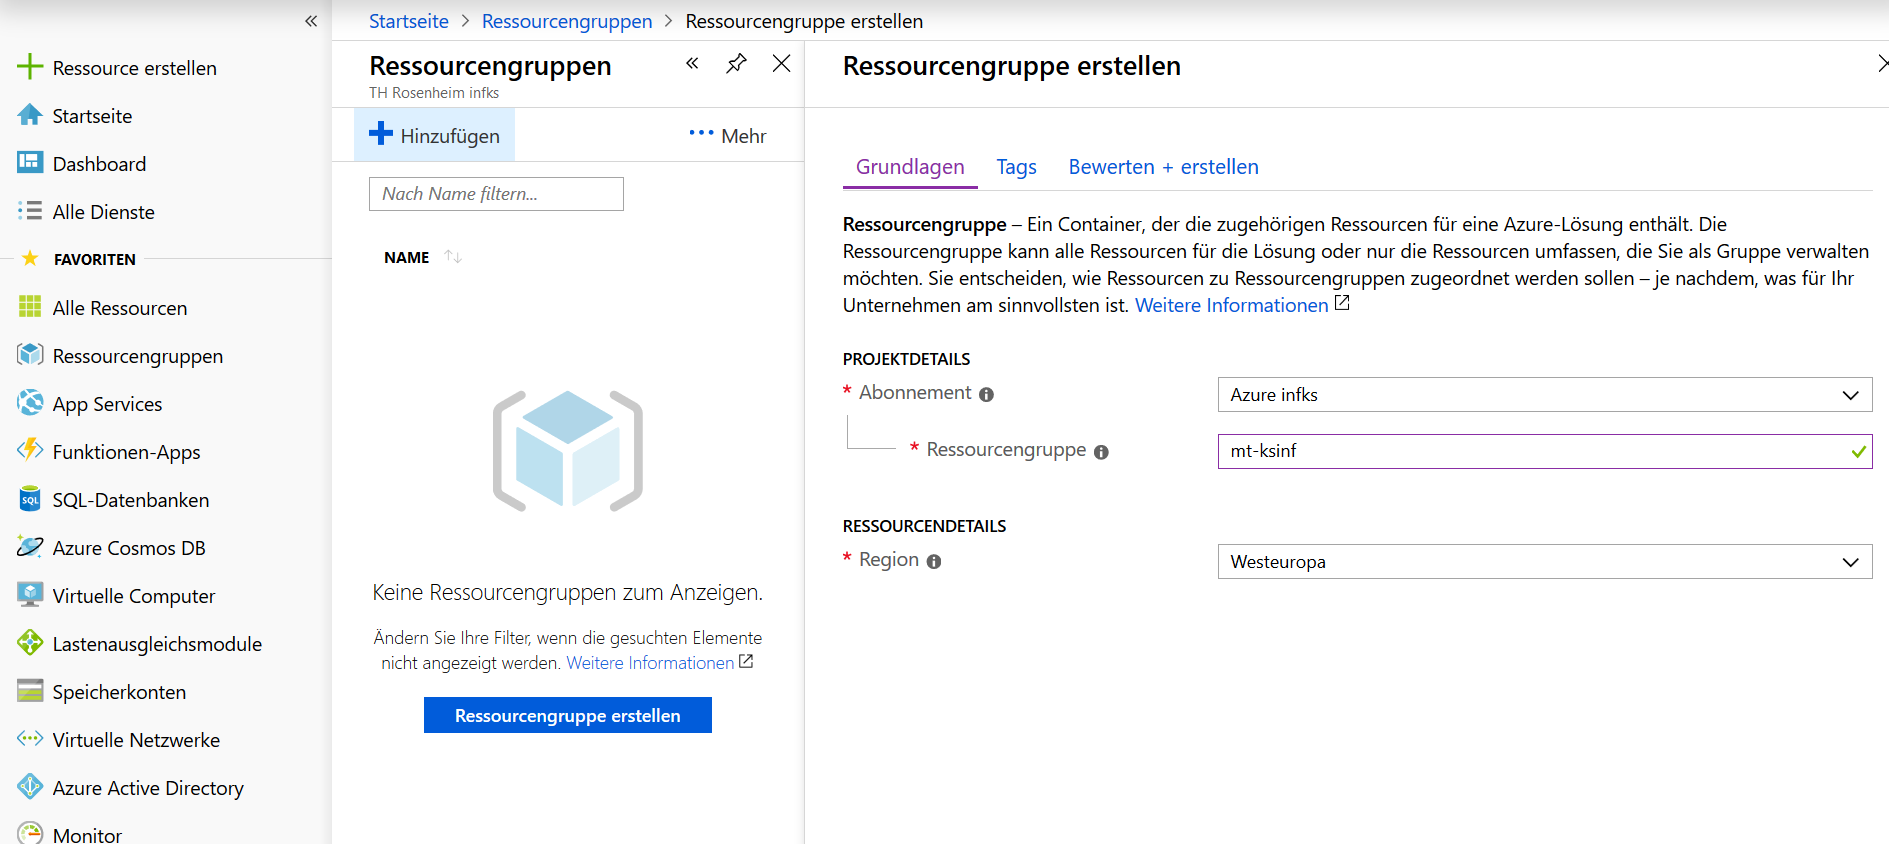 Startseite > Ressourcengruppen > Ressourcengruppe erstellen
Ressource erstellen
Startseite
Dashboard
Alle Dienste
FAVORITEN
Alle Ressourcen
Ressourcengruppen
App Services
Funktionen-Apps
SQL-Datenbanken
Azure Cosmos DB
Virtuelle Computer
Lastenausgleichsmodule
Speicherkonten
Virtuelle Netzwerke
Azure Active Directory
Monitor
Ressourcengruppen
TH Rosenheim infks
Hinzufügen
Mehr
Nach Name filtern...
NAME
Keine Ressourcengruppen zum Anzeigen.
Ändern Sie Ihre Filter, wenn die gesuchten Elemente
nicht angezeigt werden. Weitere Informationen
Ressourcengruppe erstellen
Ressourcengruppe erstellen
Grundlagen Tags Bewerten + erstellen
Ressourcengruppe – Ein Container, der die zugehörigen Ressourcen für eine Azure-Lösung enthält. Die
Ressourcengruppe kann alle Ressourcen für die Lösung oder nur die Ressourcen umfassen, die Sie als Gruppe verwalten
möchten. Sie entscheiden, wie Ressourcen zu Ressourcengruppen zugeordnet werden sollen – je nachdem, was für Ihr
Unternehmen am sinnvollsten ist. Weitere Informationen
PROJEKTDETAILS
* Abonnement
Azure infks
* Ressourcengruppe
mt-ksinf
RESSOURCENDETAILS
* Region
Westeuropa